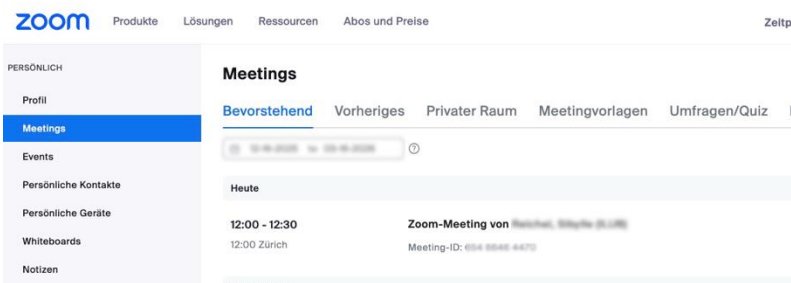 zoom
Produkte Lösungen Ressourcen Abos und Preise
PERSÖNLICH
Profil
Meetings
Events
Persönliche Kontakte
Persönliche Geräte
Whiteboards
Notizen
Meetings
Bevorstehend Vorheriges Privater Raum Meetingvorlagen Umfragen/Quiz
Heute
12:00 - 12:30
12:00 Zürich
Zoom-Meeting von
Meeting-ID: